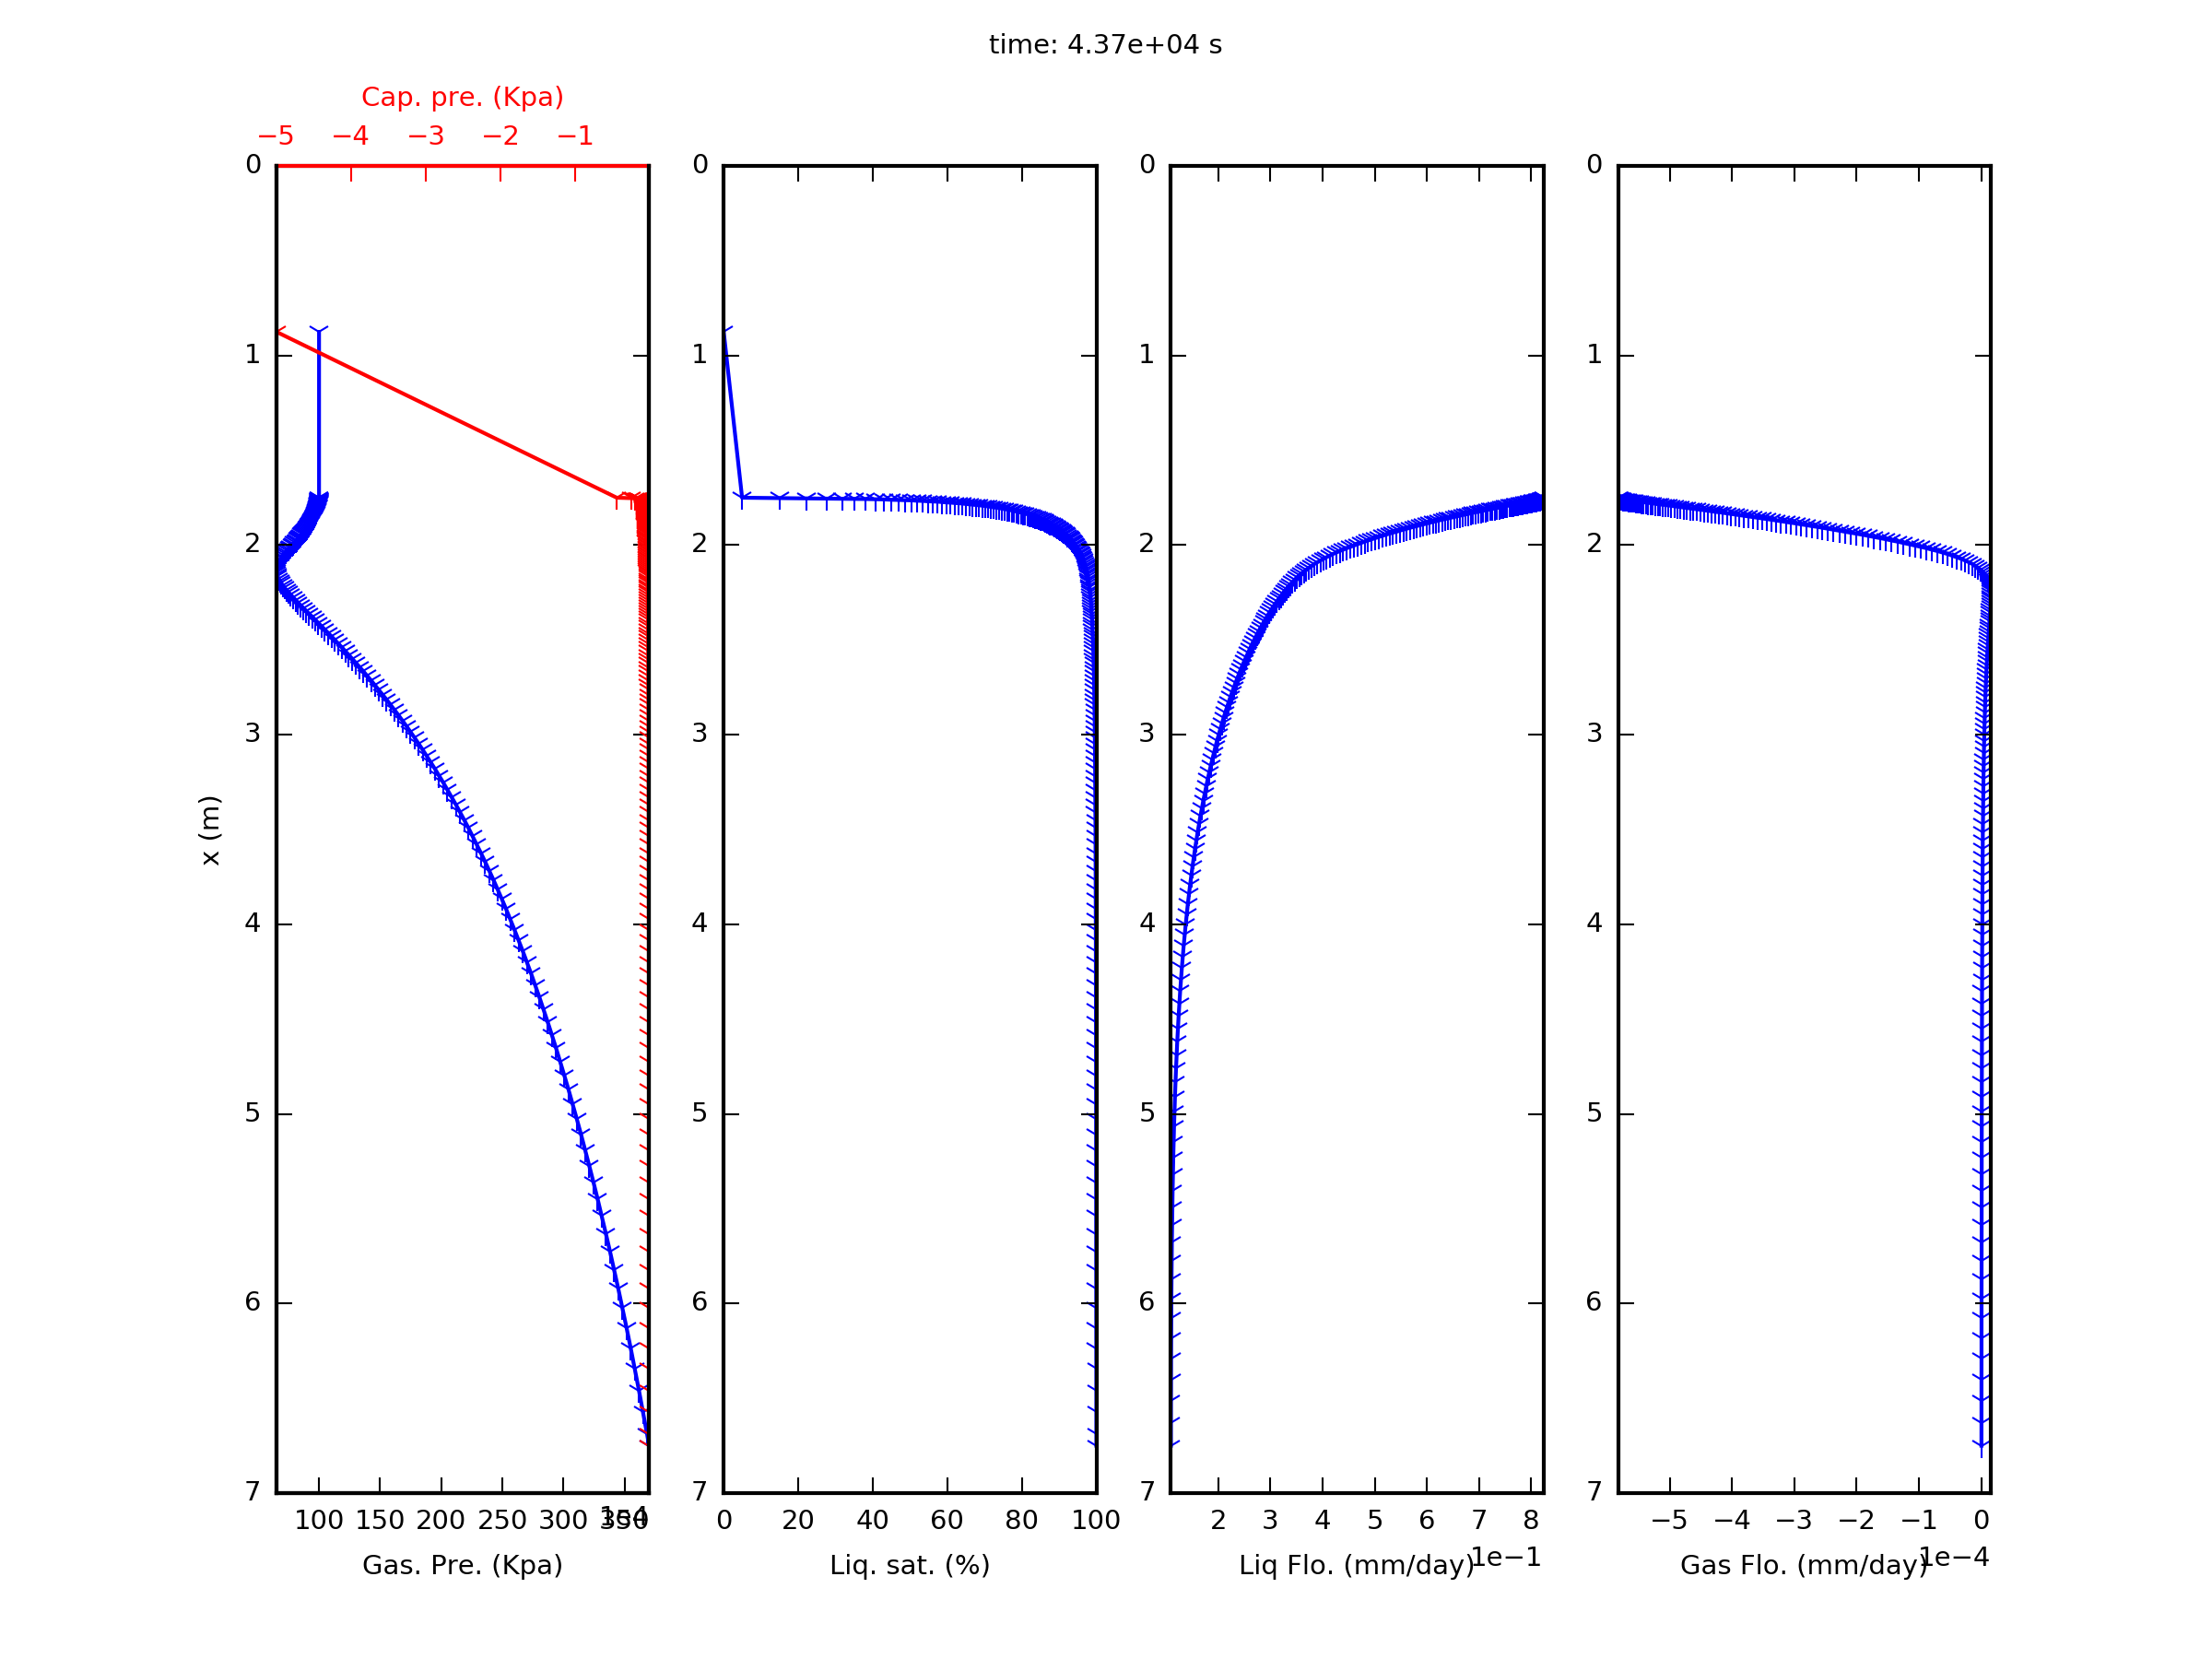 time: 4.37e+04 s
Cap. pre. (Kpa)
−5 −4 −3 −2 −1
0 0 0 0
1 1 1 1
2 2 2 2
3 3 3 3
x (m)
4 4 4 4
5 5 5 5
6 6 6 6
7 7 7 7
100 150 200 250 300 350 0 20 40 60 80 100 2 3 4 5 6 7 8 −5 −4 −3 −2 −1 0
1e−1 1e−4
Gas. Pre. (Kpa) Liq. sat. (%) Liq Flo. (mm/day) Gas Flo. (mm/day)